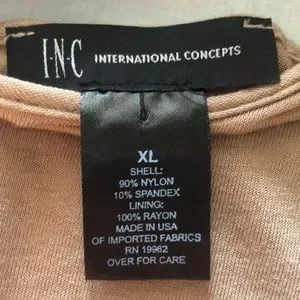 I·N·C INTERNATIONAL CONCEPTS
XL
SHELL:
90% NYLON
10% SPANDEX
LINING:
100% RAYON
MADE IN USA
OF IMPORTED FABRICS
RN 19962
OVER FOR CARE